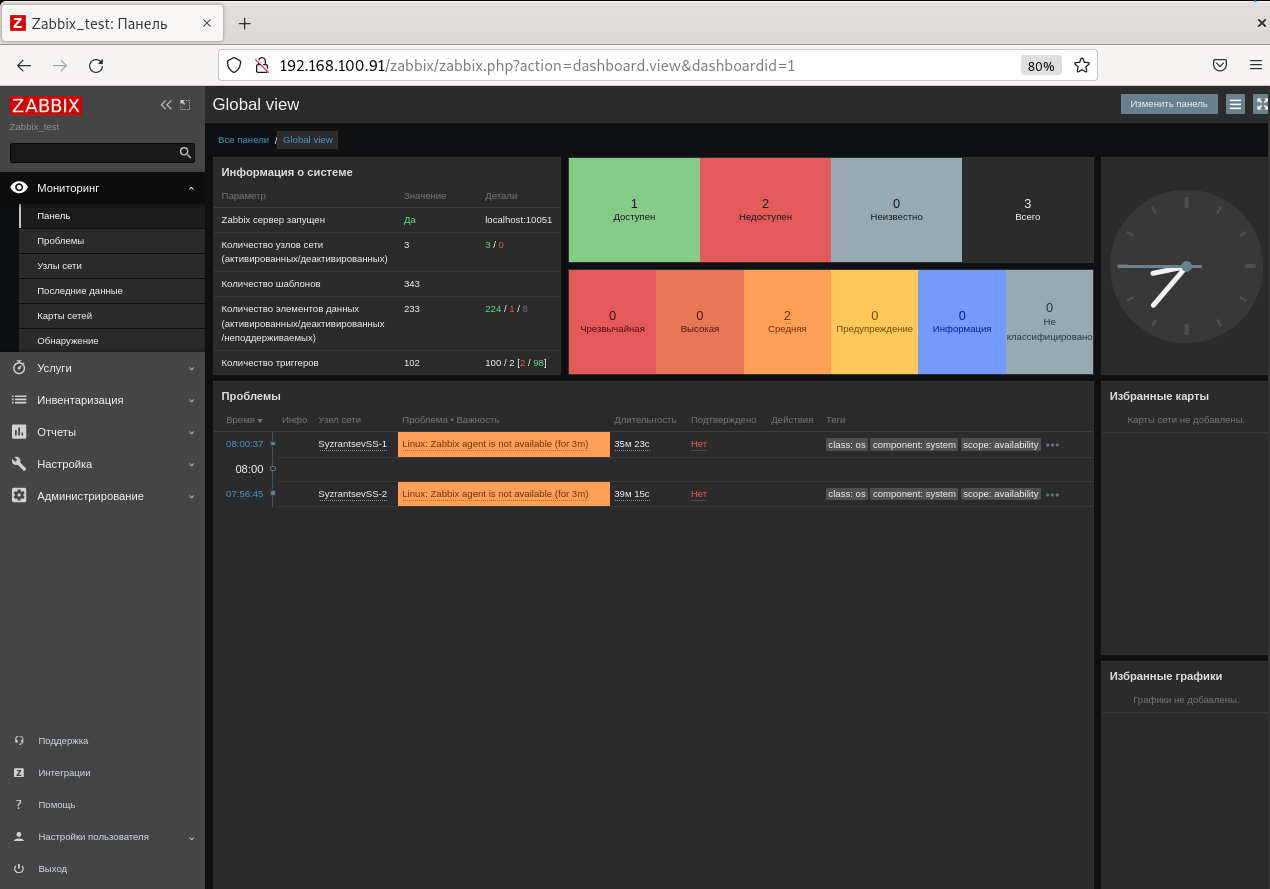 Zabbix_test: Панель
192.168.100.91/zabbix/zabbix.php?action=dashboard.view&dashboardid=1
80%
ZABBIX
Zabbix_test
Мониторинг
Панель
Проблемы
Узлы сети
Последние данные
Карты сетей
Обнаружение
Услуги
Инвентаризация
Отчеты
Настройка
Администрирование
Поддержка
Интеграции
Помощь
Настройки пользователя
Выход
Global view
Изменить панель
Все панели / Global view
Информация о системе
Параметр Значение Детали
Zabbix сервер запущен Да localhost:10051
Количество узлов сети 3 3 / 0
(активированных/деактивированных)
Количество шаблонов 343
Количество элементов данных 233 224 / 1 / 8
(активированных/деактивированных
/неподдерживаемых)
Количество триггеров 102 100 / 2 [2 / 98]
1 2 0 3
Доступен Недоступен Неизвестно Всего
0 0 2 0 0 0
Чрезвычайная Высокая Средняя Предупреждение Информация Не
классифицировано
Проблемы
Время Инфо Узел сети Проблема • Важность Длительность Подтверждено Действия Теги
08:00:37 SyzrantsevSS-1 Linux: Zabbix agent is not available (for 3m) 35м 23с Нет class: os component: system scope: availability •••
08:00
07:56:45 SyzrantsevSS-2 Linux: Zabbix agent is not available (for 3m) 39м 15с Нет class: os component: system scope: availability •••
Избранные карты
Карты сети не добавлены.
Избранные графики
Графики не добавлены.